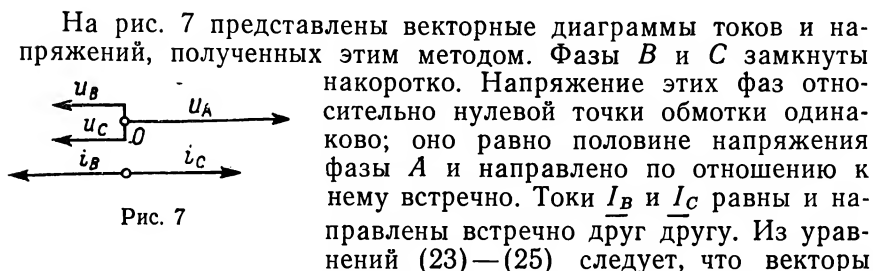 На рис. 7 представлены векторные диаграммы токов и на-
пряжений, полученных этим методом. Фазы B и C замкнуты
накоротко. Напряжение этих фаз отно-
сительно нулевой точки обмотки одина-
ково; оно равно половине напряжения
фазы A и направлено по отношению к
нему встречно. Токи I_B и I_C равны и на-
правлены встречно друг другу. Из урав-
нений (23)—(25) следует, что векторы
u_B
u_A
u_C
0
i_B i_C
Рис. 7